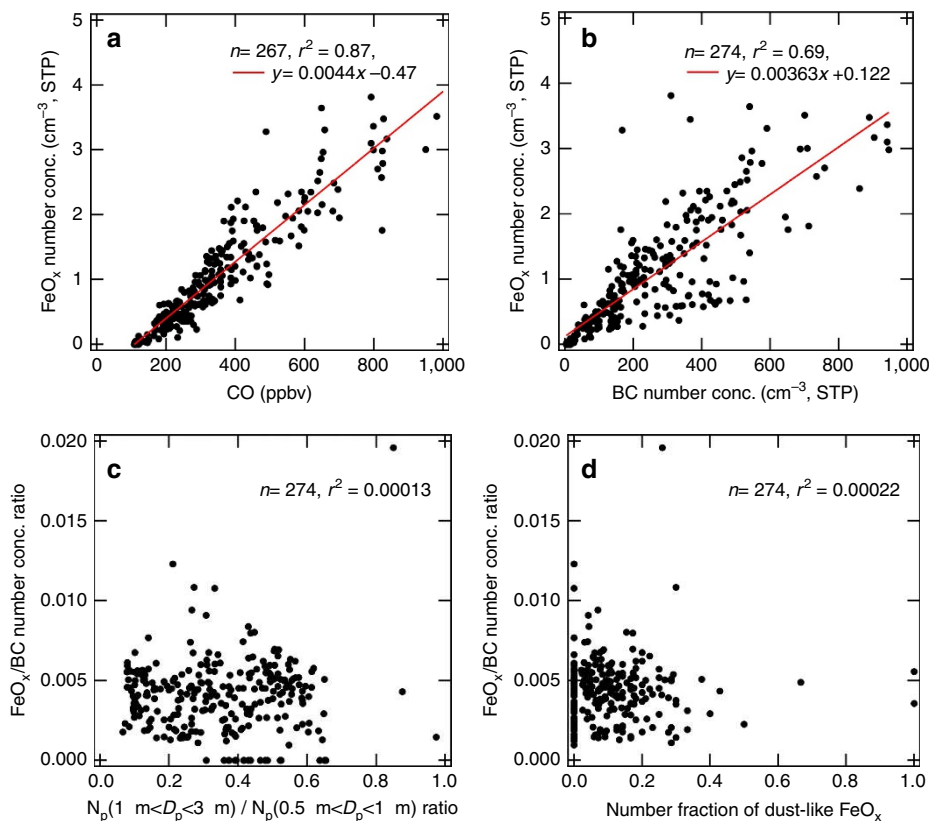 a
n= 267, r² = 0.87,
y= 0.0044x −0.47
FeOₓ number conc. (cm⁻³, STP)
5
4
3
2
1
0
0 200 400 600 800 1,000
CO (ppbv)
b
n= 274, r² = 0.69,
y= 0.00363x +0.122
FeOₓ number conc. (cm⁻³, STP)
5
4
3
2
1
0
0 200 400 600 800 1,000
BC number conc. (cm⁻³, STP)
c
n= 274, r² = 0.00013
FeOₓ/BC number conc. ratio
0.020
0.015
0.010
0.005
0.000
0.0 0.2 0.4 0.6 0.8 1.0
Nₚ(1 m<Dₚ<3 m) / Nₚ(0.5 m<Dₚ<1 m) ratio
d
n= 274, r² = 0.00022
FeOₓ/BC number conc. ratio
0.020
0.015
0.010
0.005
0.000
0.0 0.2 0.4 0.6 0.8 1.0
Number fraction of dust-like FeOₓ